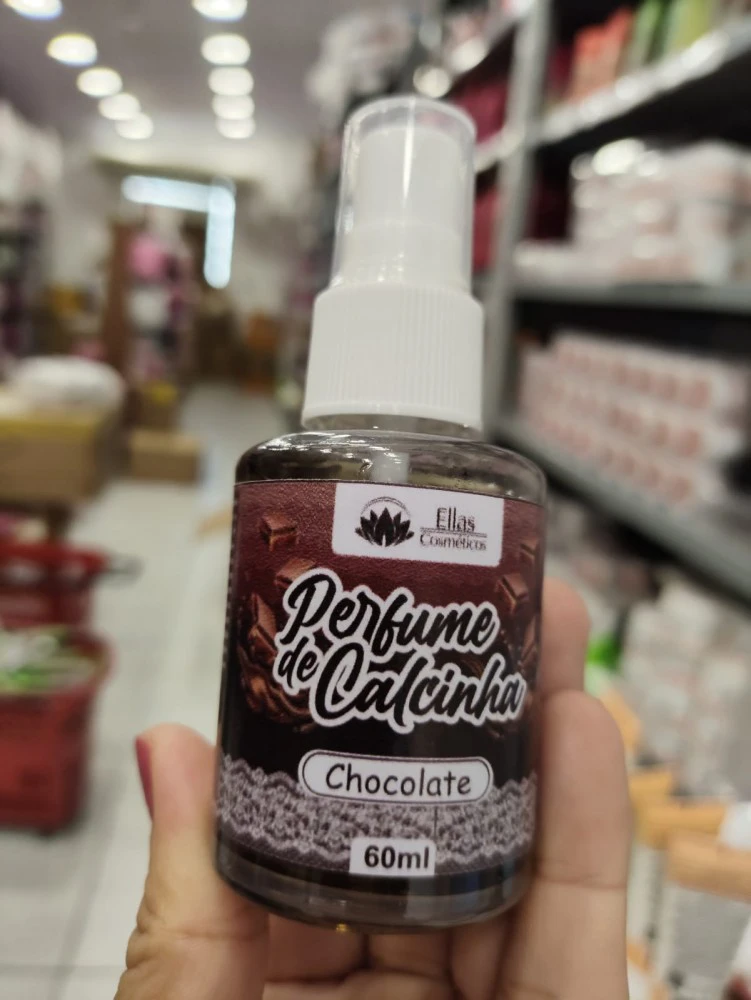 Ellas
Cosméticos
Perfume
de Calcinha
Chocolate
60ml